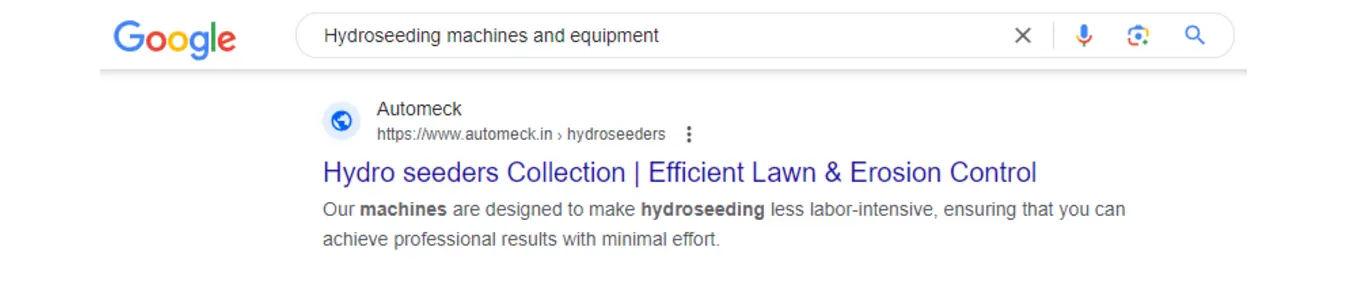 Google
Hydroseeding machines and equipment
Automeck
https://www.automeck.in › hydroseeders
Hydro seeders Collection | Efficient Lawn & Erosion Control
Our machines are designed to make hydroseeding less labor-intensive, ensuring that you can
achieve professional results with minimal effort.